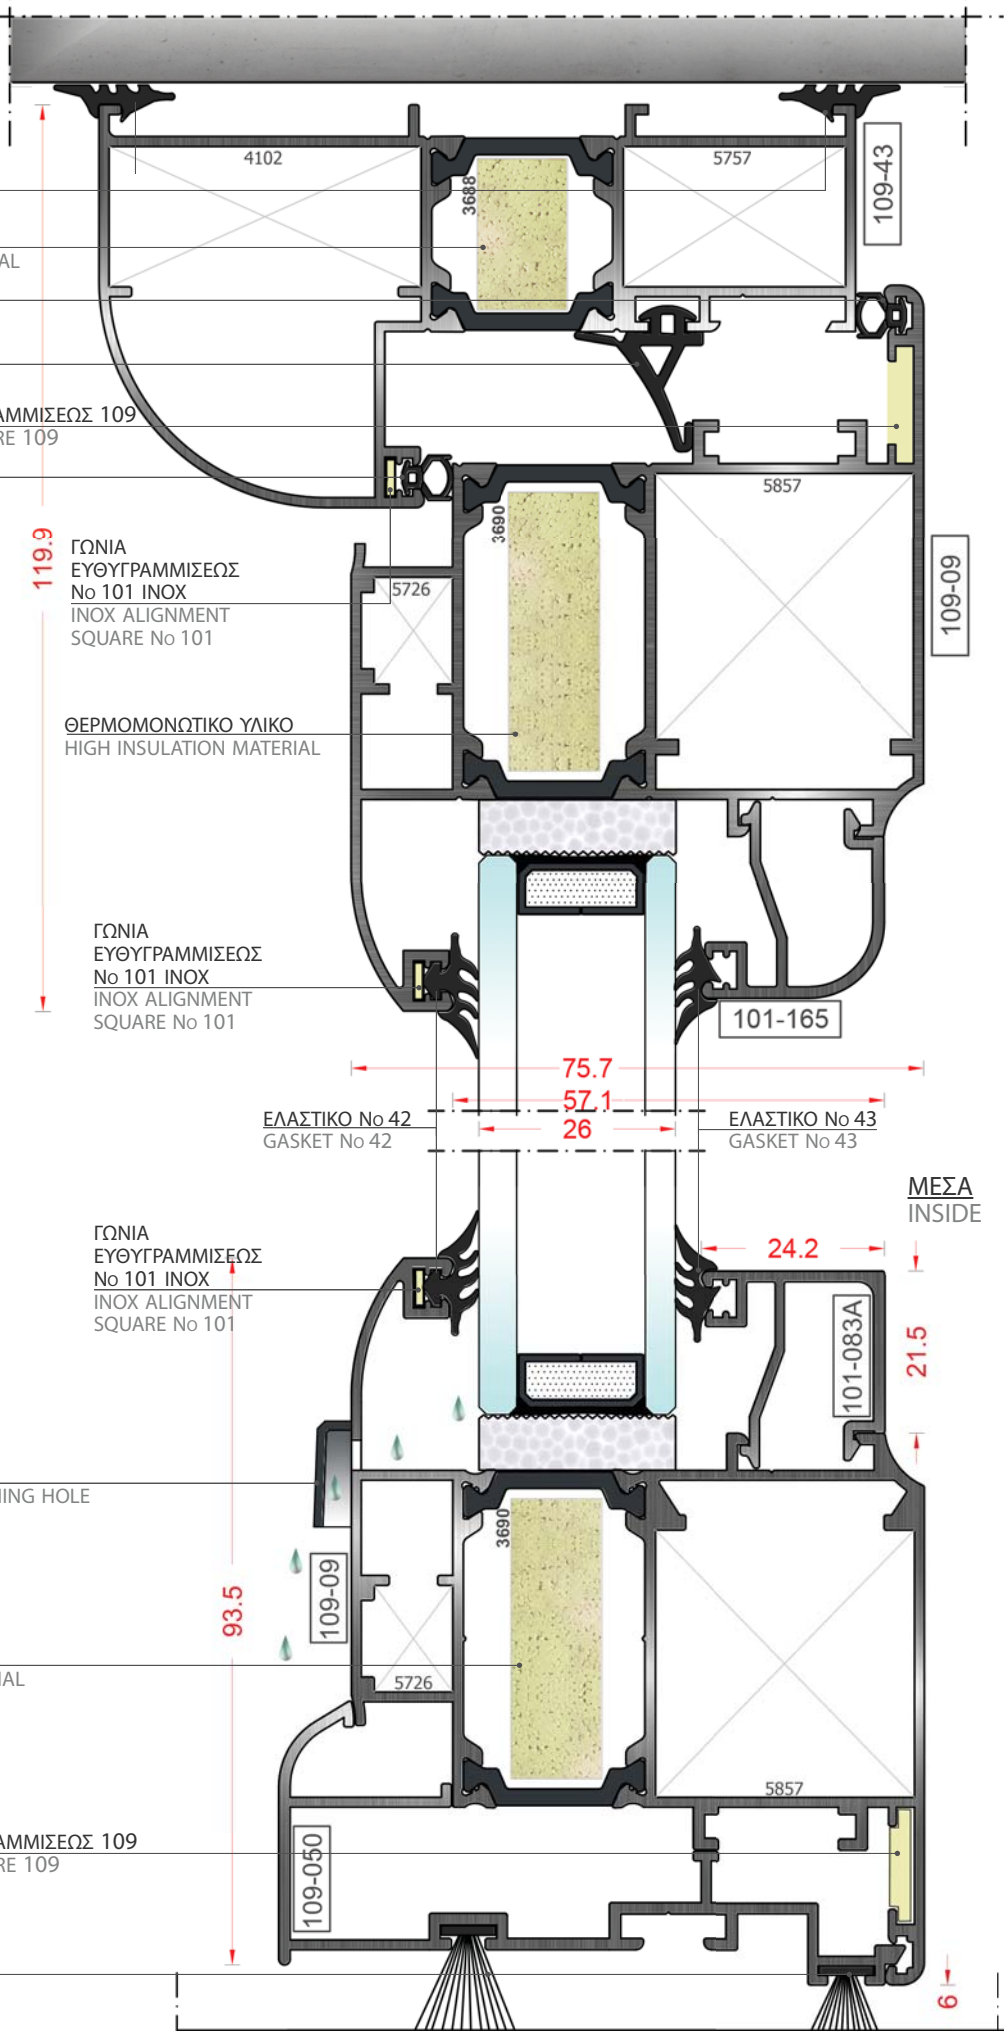 4102
5757
3688
109-43
AL
ΑΜΜΙΣΕΩΣ 109
RE 109
5857
3690
119.9
ΓΩΝΙΑ
ΕΥΘΥΓΡΑΜΜΙΣΕΩΣ
No 101 INOX
INOX ALIGNMENT
SQUARE No 101
5726
109-09
ΘΕΡΜΟΜΟΝΩΤΙΚΟ ΥΛΙΚΟ
HIGH INSULATION MATERIAL
ΓΩΝΙΑ
ΕΥΘΥΓΡΑΜΜΙΣΕΩΣ
No 101 INOX
INOX ALIGNMENT
SQUARE No 101
101-165
75.7
57.1
26
ΕΛΑΣΤΙΚΟ No 42
GASKET No 42
ΕΛΑΣΤΙΚΟ No 43
GASKET No 43
ΜΕΣΑ
INSIDE
ΓΩΝΙΑ
ΕΥΘΥΓΡΑΜΜΙΣΕΩΣ
No 101 INOX
INOX ALIGNMENT
SQUARE No 101
24.2
101-083A
21.5
NING HOLE
3690
109-09
93.5
IAL
5726
5857
ΑΜΜΙΣΕΩΣ 109
RE 109
109-050
6